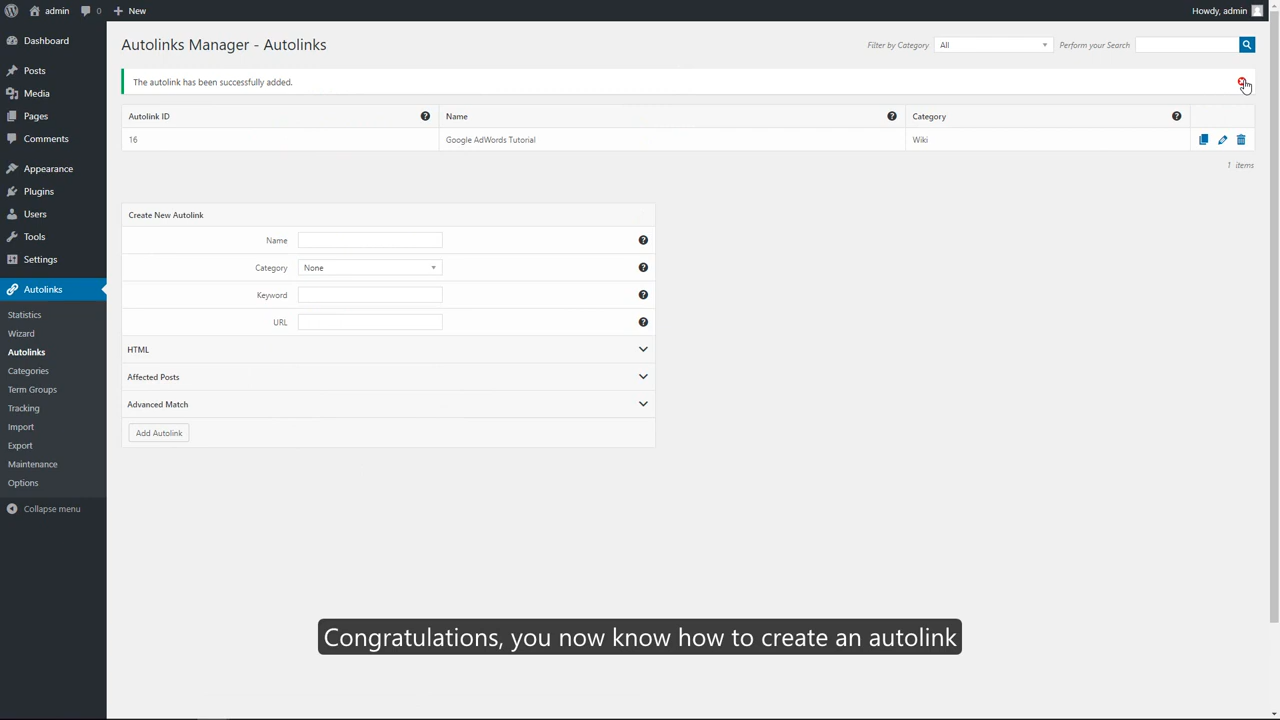 admin 0 New Howdy, admin
Dashboard
Posts
Media
Pages
Comments
Appearance
Plugins
Users
Tools
Settings
Autolinks
Statistics
Wizard
Autolinks
Categories
Term Groups
Tracking
Import
Export
Maintenance
Options
Collapse menu
Autolinks Manager - Autolinks
Filter by Category All Perform your Search
The autolink has been successfully added.
Autolink ID Name Category
16 Google AdWords Tutorial Wiki
1 items
Create New Autolink
Name
Category None
Keyword
URL
HTML
Affected Posts
Advanced Match
Add Autolink
Congratulations, you now know how to create an autolink